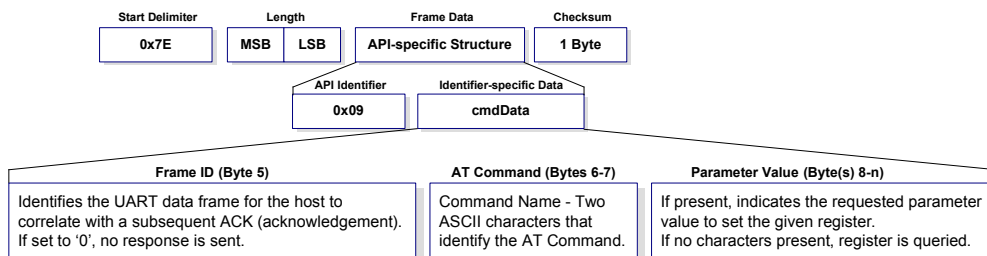 Start Delimiter Length Frame Data Checksum
0x7E MSB LSB API-specific Structure 1 Byte
API Identifier Identifier-specific Data
0x09 cmdData
Frame ID (Byte 5)
Identifies the UART data frame for the host to
correlate with a subsequent ACK (acknowledgement).
If set to ‘0’, no response is sent.
AT Command (Bytes 6-7)
Command Name - Two
ASCII characters that
identify the AT Command.
Parameter Value (Byte(s) 8-n)
If present, indicates the requested parameter
value to set the given register.
If no characters present, register is queried.